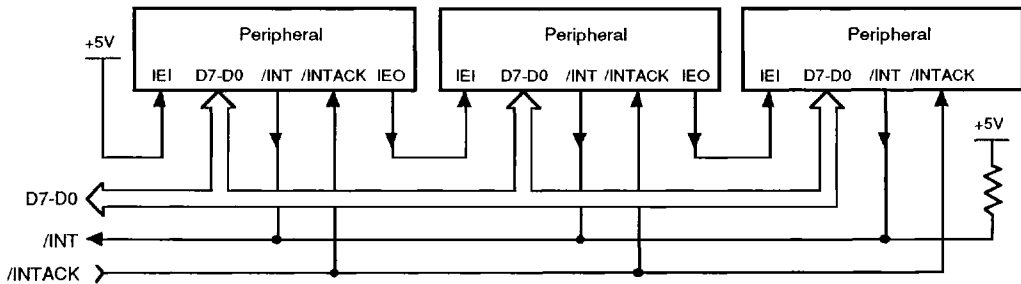 Peripheral Peripheral Peripheral
+5V
IEI D7-D0 /INT /INTACK IEO IEI D7-D0 /INT /INTACK IEO IEI D7-D0 /INT /INTACK
+5V
D7-D0
/INT
/INTACK